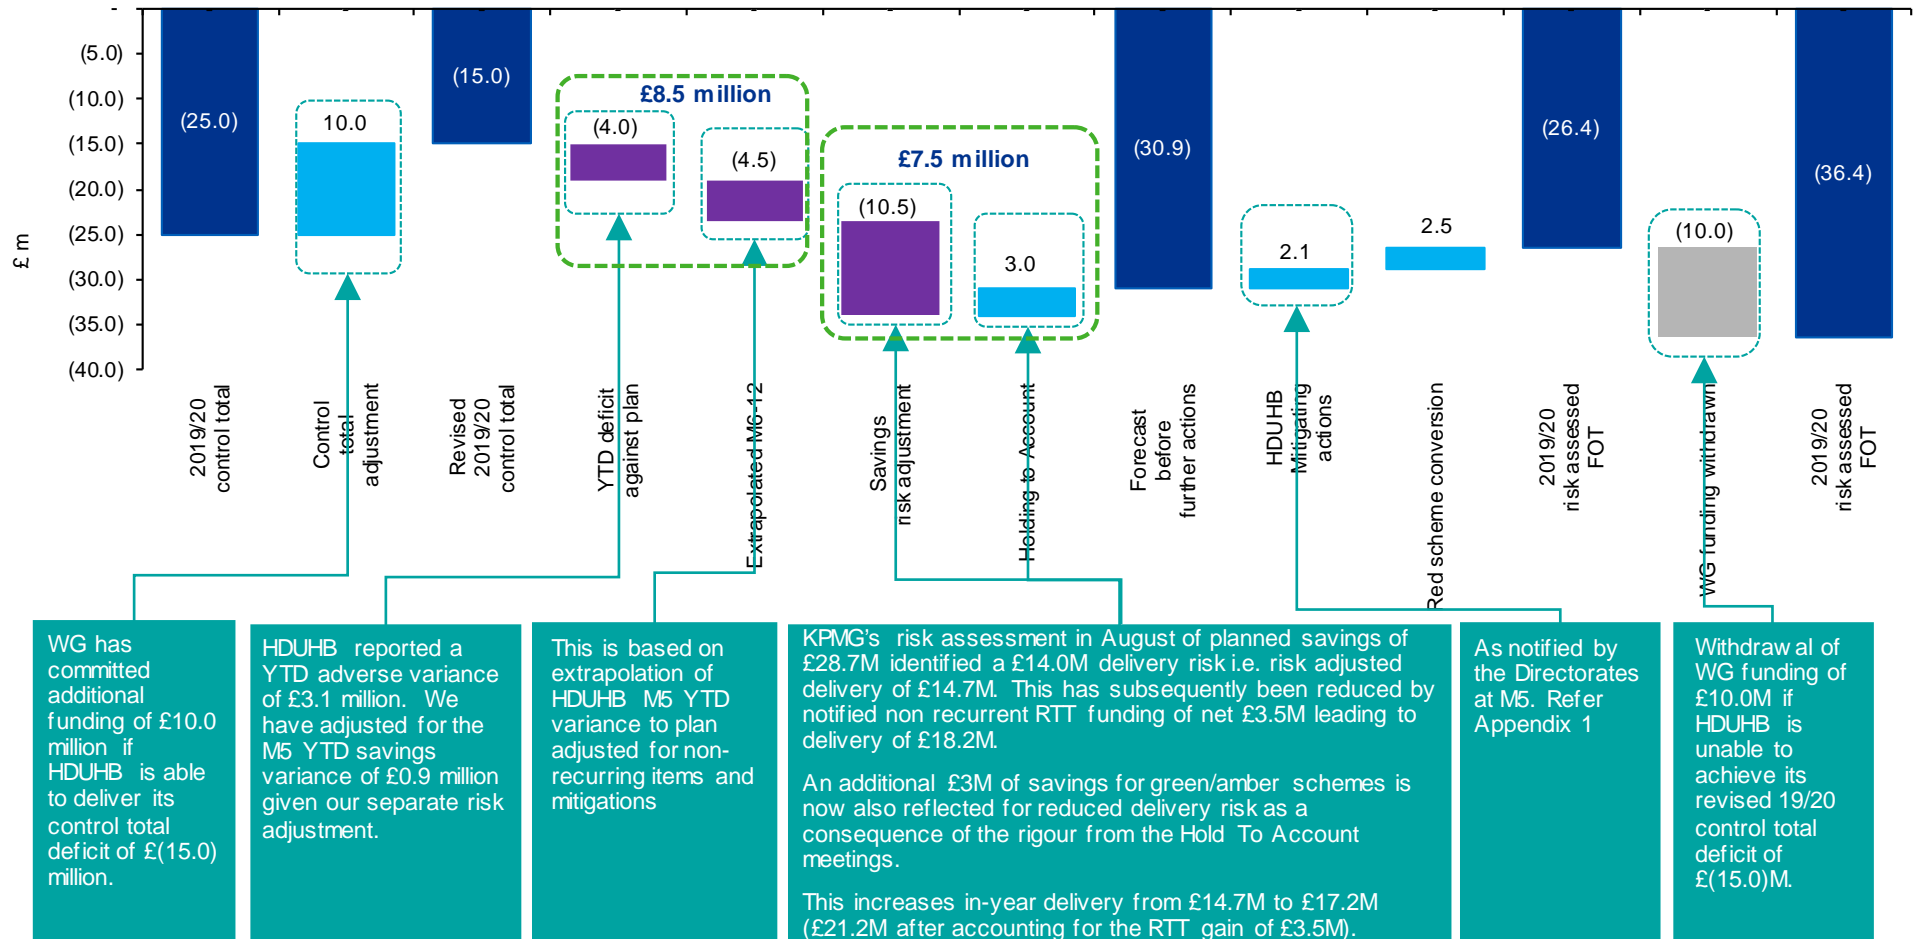 -
(5.0)
(10.0)
(15.0)
(20.0)
(25.0)
(30.0)
(35.0)
(40.0)
£ m
(25.0)
10.0
(15.0)
£8.5 million
(4.0)
(4.5)
£7.5 million
(10.5)
3.0
(30.9)
2.1
2.5
(26.4)
(10.0)
(36.4)
2019/20
control total
Control
total
adjustment
Revised
2019/20
control total
YTD deficit
against plan
Extrapolated M6-12
Savings
risk adjustment
Holding to Account
Forecast
before
further actions
HDUHB
Mitigating
actions
Red scheme conversion
2019/20
risk assessed
FOT
WG funding withdrawn
2019/20
risk assessed
FOT
WG has
committed
additional
funding of £10.0
million if
HDUHB is able
to deliver its
control total
deficit of £(15.0)
million.
HDUHB reported a
YTD adverse variance
of £3.1 million. We
have adjusted for the
M5 YTD savings
variance of £0.9 million
given our separate risk
adjustment.
This is based on
extrapolation of
HDUHB M5 YTD
variance to plan
adjusted for non-
recurring items and
mitigations
KPMG's risk assessment in August of planned savings of
£28.7M identified a £14.0M delivery risk i.e. risk adjusted
delivery of £14.7M. This has subsequently been reduced by
notified non recurrent RTT funding of net £3.5M leading to
delivery of £18.2M.
An additional £3M of savings for green/amber schemes is
now also reflected for reduced delivery risk as a
consequence of the rigour from the Hold To Account
meetings.
This increases in-year delivery from £14.7M to £17.2M
(£21.2M after accounting for the RTT gain of £3.5M).
As notified by
the Directorates
at M5. Refer
Appendix 1
Withdrawal of
WG funding of
£10.0M if
HDUHB is
unable to
achieve its
revised 19/20
control total
deficit of
£(15.0)M.